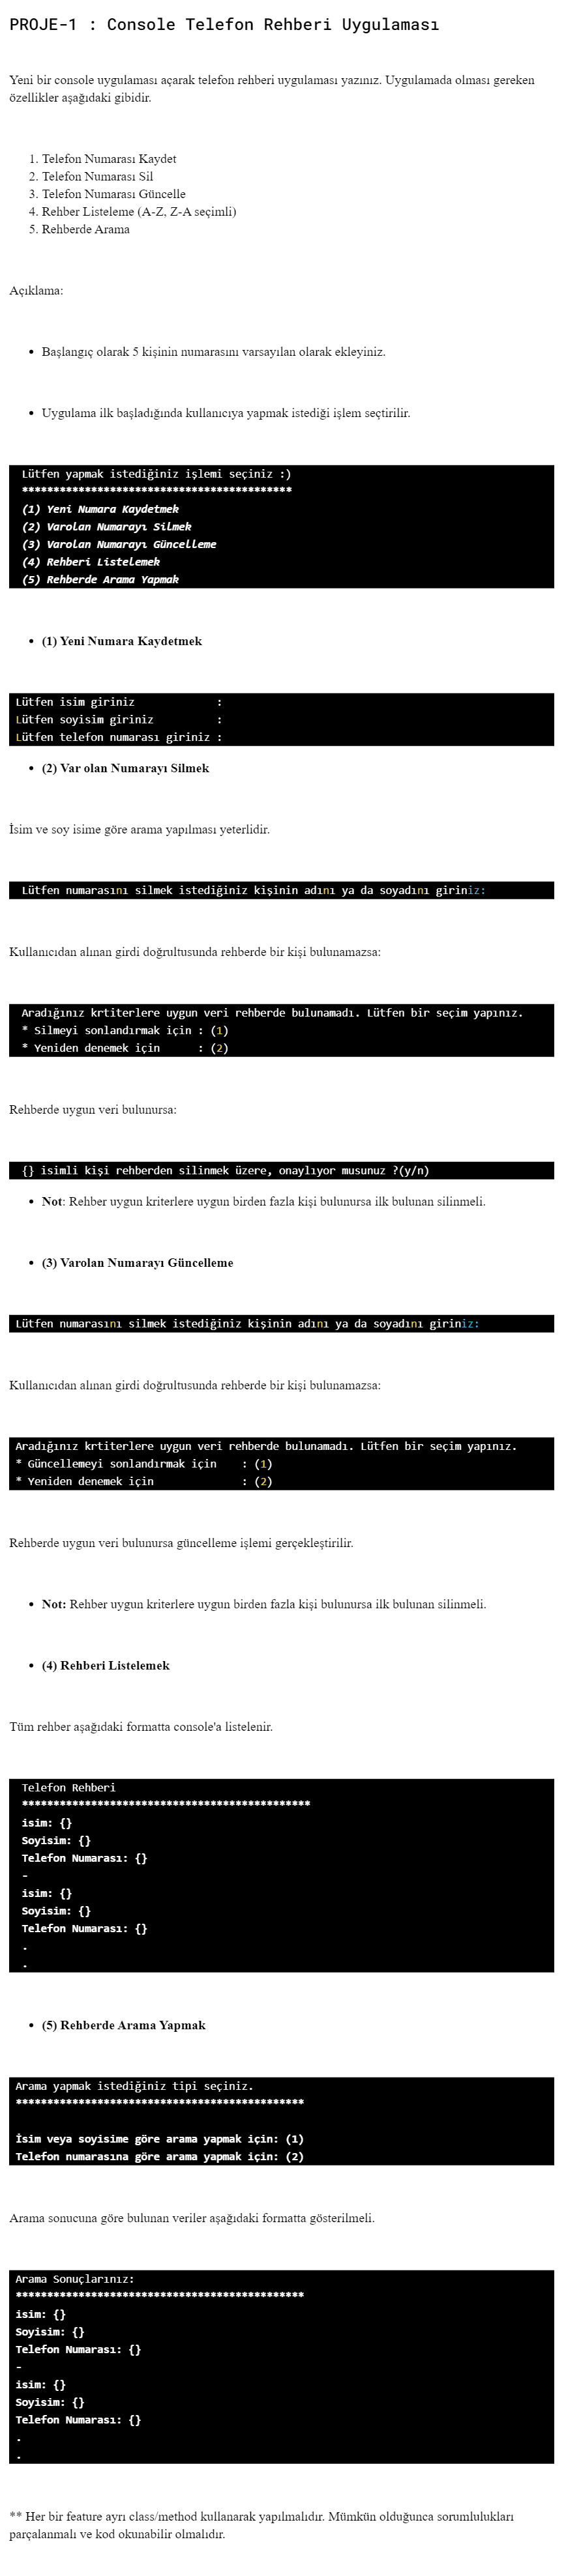 PROJE-1 : Console Telefon Rehberi Uygulaması
Yeni bir console uygulaması açarak telefon rehberi uygulaması yazınız. Uygulamada olması gereken
özellikler aşağıdaki gibidir.
1. Telefon Numarası Kaydet
2. Telefon Numarası Sil
3. Telefon Numarası Güncelle
4. Rehber Listeleme (A-Z, Z-A seçimli)
5. Rehberde Arama
Açıklama:
• Başlangıç olarak 5 kişinin numarasını varsayılan olarak ekleyiniz.
• Uygulama ilk başladığında kullanıcıya yapmak istediği işlem seçtirilir.
Lütfen yapmak istediğiniz işlemi seçiniz :)
*******************************************
(1) Yeni Numara Kaydetmek
(2) Varolan Numarayı Silmek
(3) Varolan Numarayı Güncelleme
(4) Rehberi Listelemek
(5) Rehberde Arama Yapmak
• (1) Yeni Numara Kaydetmek
Lütfen isim giriniz             :
Lütfen soyisim giriniz          :
Lütfen telefon numarası giriniz :
• (2) Var olan Numarayı Silmek
İsim ve soy isime göre arama yapılması yeterlidir.
Lütfen numarasını silmek istediğiniz kişinin adını ya da soyadını giriniz:
Kullanıcıdan alınan girdi doğrultusunda rehberde bir kişi bulunamazsa:
Aradığınız krtiterlere uygun veri rehberde bulunamadı. Lütfen bir seçim yapınız.
* Silmeyi sonlandırmak için : (1)
* Yeniden denemek için      : (2)
Rehberde uygun veri bulunursa:
{} isimli kişi rehberden silinmek üzere, onaylıyor musunuz ?(y/n)
• Not: Rehber uygun kriterlere uygun birden fazla kişi bulunursa ilk bulunan silinmeli.
• (3) Varolan Numarayı Güncelleme
Lütfen numarasını silmek istediğiniz kişinin adını ya da soyadını giriniz:
Kullanıcıdan alınan girdi doğrultusunda rehberde bir kişi bulunamazsa:
Aradığınız krtiterlere uygun veri rehberde bulunamadı. Lütfen bir seçim yapınız.
* Güncellemeyi sonlandırmak için    : (1)
* Yeniden denemek için              : (2)
Rehberde uygun veri bulunursa güncelleme işlemi gerçekleştirilir.
• Not: Rehber uygun kriterlere uygun birden fazla kişi bulunursa ilk bulunan silinmeli.
• (4) Rehberi Listelemek
Tüm rehber aşağıdaki formatta console'a listelenir.
Telefon Rehberi
**********************************************
isim: {}
Soyisim: {}
Telefon Numarası: {}
-
isim: {}
Soyisim: {}
Telefon Numarası: {}
.
.
• (5) Rehberde Arama Yapmak
Arama yapmak istediğiniz tipi seçiniz.
**********************************************
İsim veya soyisime göre arama yapmak için: (1)
Telefon numarasına göre arama yapmak için: (2)
Arama sonucuna göre bulunan veriler aşağıdaki formatta gösterilmeli.
Arama Sonuçlarınız:
**********************************************
isim: {}
Soyisim: {}
Telefon Numarası: {}
-
isim: {}
Soyisim: {}
Telefon Numarası: {}
.
.
** Her bir feature ayrı class/method kullanarak yapılmalıdır. Mümkün olduğunca sorumlulukları
parçalanmalı ve kod okunabilir olmalıdır.